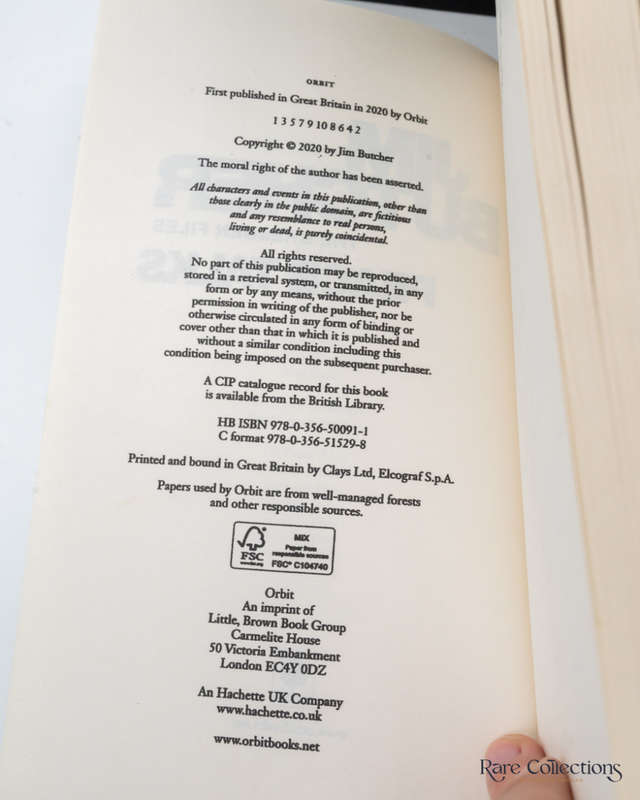 ORBIT
First published in Great Britain in 2020 by Orbit
1 3 5 7 9 10 8 6 4 2
Copyright © 2020 by Jim Butcher
The moral right of the author has been asserted.
All characters and events in this publication, other than
those clearly in the public domain, are fictitious
and any resemblance to real persons,
living or dead, is purely coincidental.
All rights reserved.
No part of this publication may be reproduced,
stored in a retrieval system, or transmitted, in any
form or by any means, without the prior
permission in writing of the publisher, nor be
otherwise circulated in any form of binding or
cover other than that in which it is published and
without a similar condition including this
condition being imposed on the subsequent purchaser.
A CIP catalogue record for this book
is available from the British Library.
HB ISBN 978-0-356-50091-1
C format 978-0-356-51529-8
Printed and bound in Great Britain by Clays Ltd, Elcograf S.p.A.
Papers used by Orbit are from well-managed forests
and other responsible sources.
MIX
Paper from
responsible sources
FSC
www.fsc.org
FSC® C104740
Orbit
An imprint of
Little, Brown Book Group
Carmelite House
50 Victoria Embankment
London EC4Y 0DZ
An Hachette UK Company
www.hachette.co.uk
www.orbitbooks.net
Rare Collections